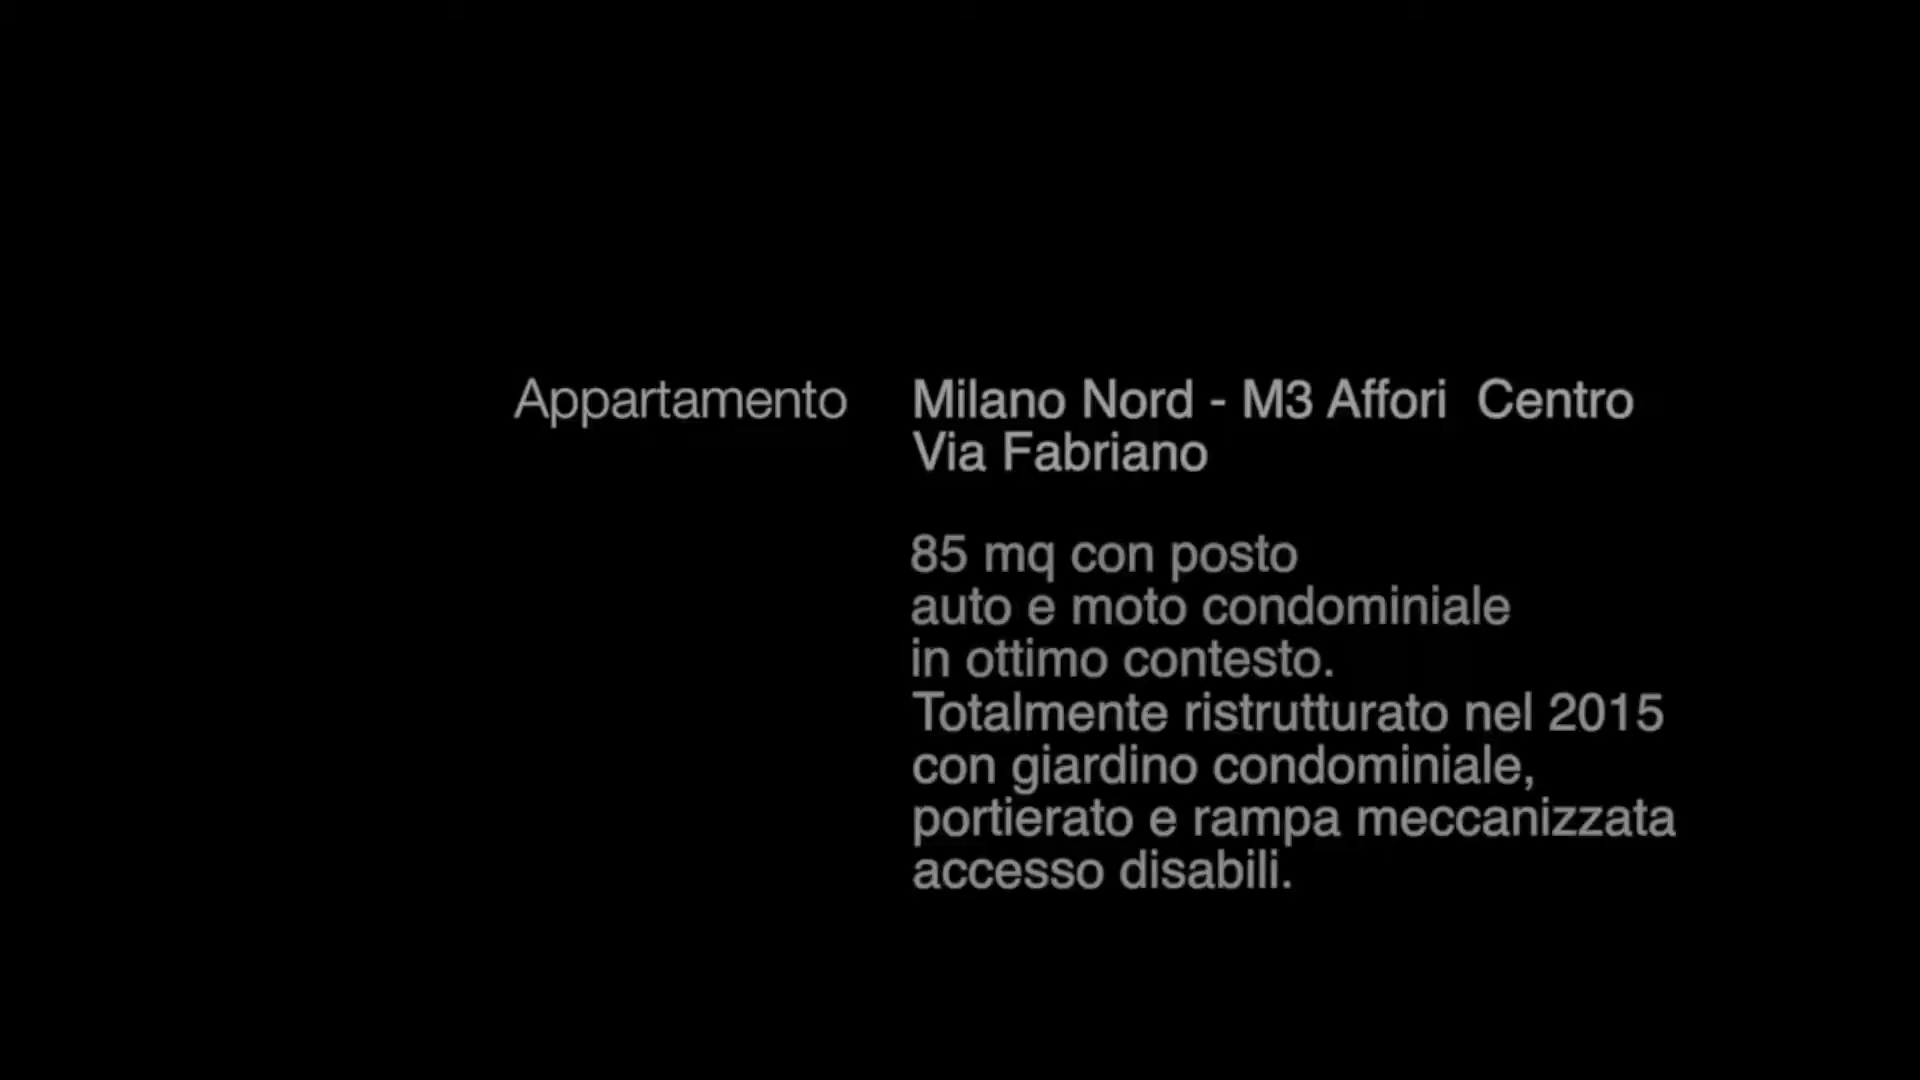 Appartamento
Milano Nord - M3 Affori  Centro
Via Fabriano
85 mq con posto
auto e moto condominiale
in ottimo contesto.
Totalmente ristrutturato nel 2015
con giardino condominiale,
portierato e rampa meccanizzata
accesso disabili.